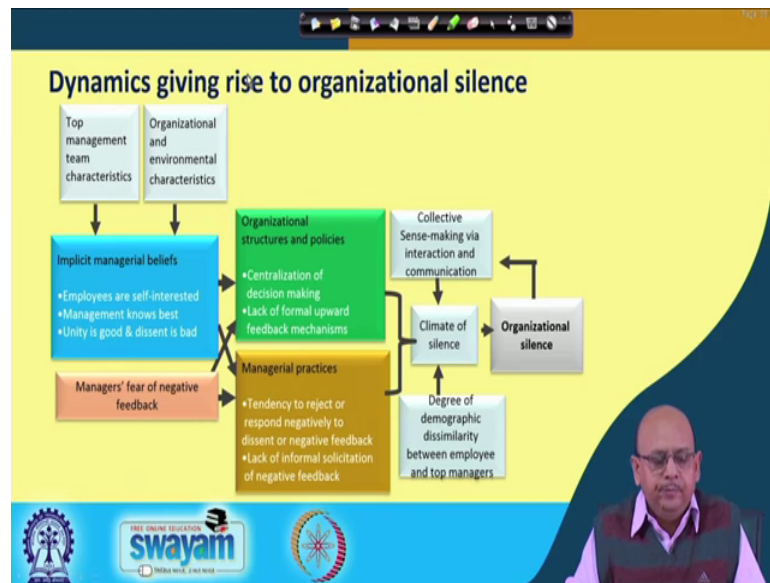 Dynamics giving rise to organizational silence
Top
management
team
characteristics
Organizational
and
environmental
characteristics
Implicit managerial beliefs
•Employees are self-interested
•Management knows best
•Unity is good & dissent is bad
Managers' fear of negative
feedback
Organizational
structures and policies
•Centralization of
decision making
•Lack of formal upward
feedback mechanisms
Managerial practices
•Tendency to reject or
respond negatively to
dissent or negative feedback
•Lack of informal solicitation
of negative feedback
Collective
Sense-making via
interaction and
communication
Climate of
silence
Degree of
demographic
dissimilarity
between employee
and top managers
Organizational
silence
FREE ONLINE EDUCATION
swayam